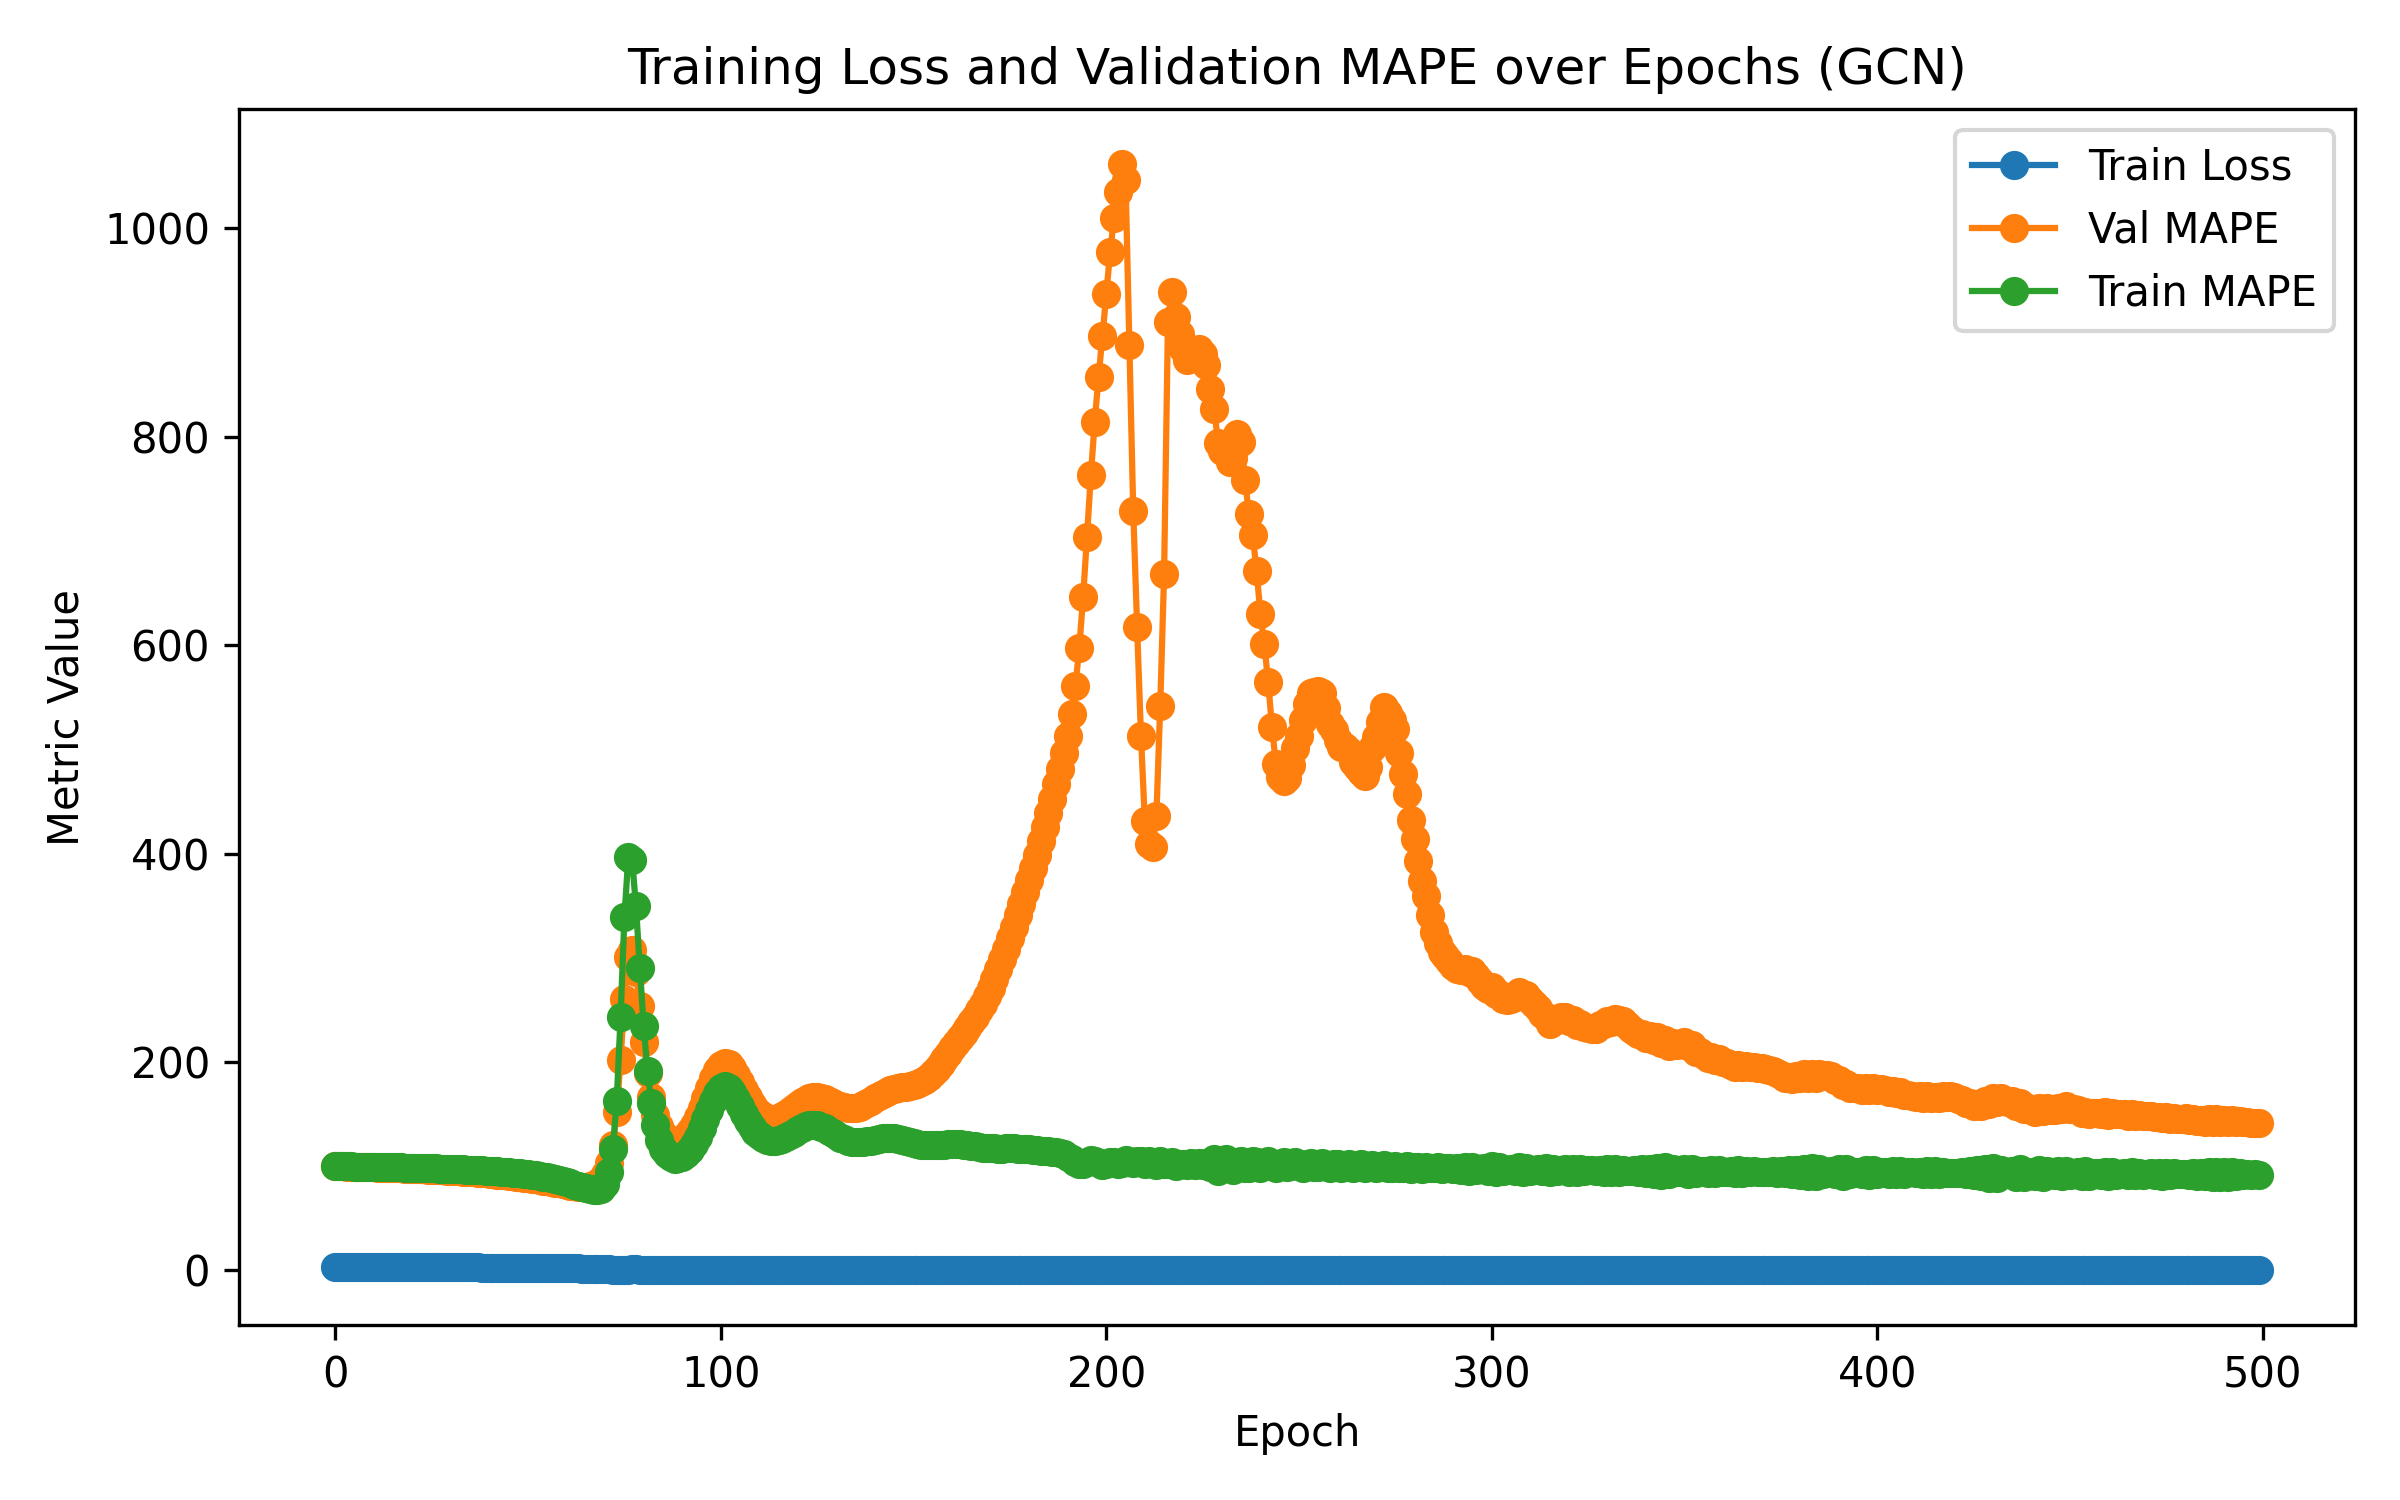 Training Loss and Validation MAPE over Epochs (GCN)
Train Loss
Val MAPE
Train MAPE
Metric Value
1000
800
600
400
200
0
0 100 200 300 400 500
Epoch